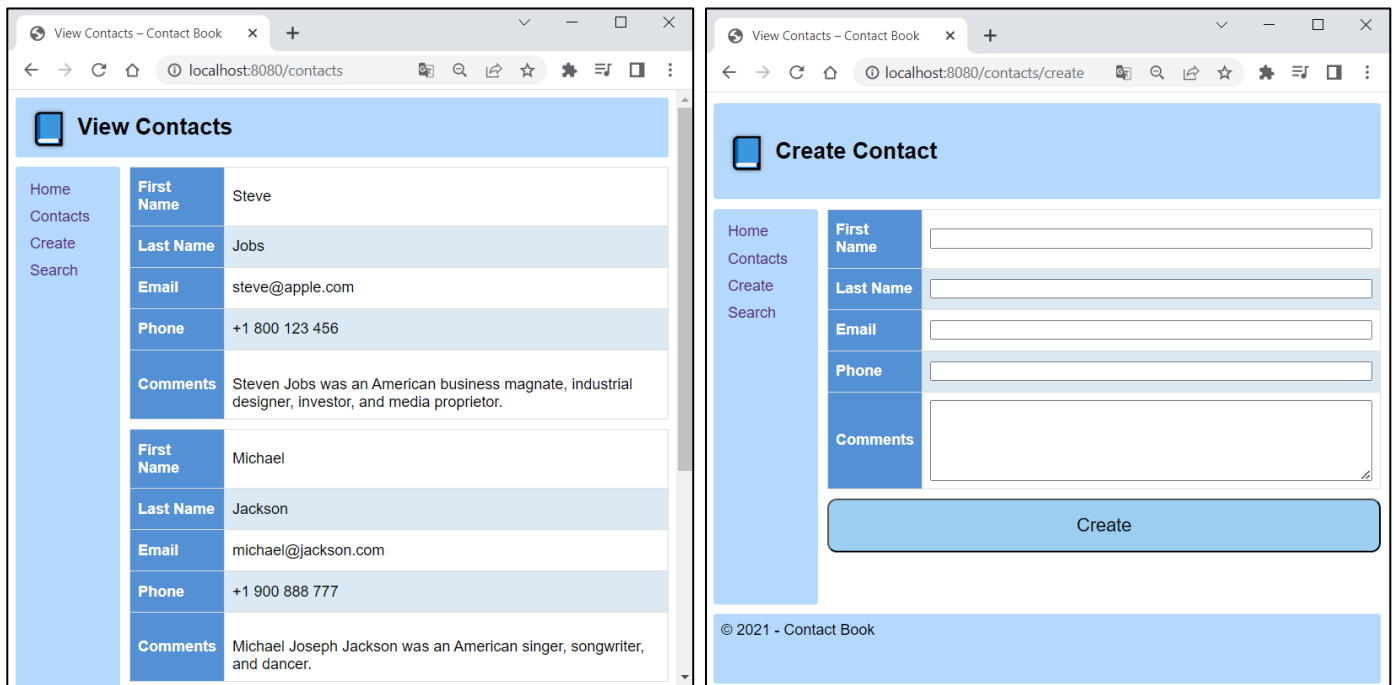 View Contacts – Contact Book
localhost:8080/contacts
View Contacts
Home
Contacts
Create
Search
First
Name
Steve
Last Name
Jobs
Email
steve@apple.com
Phone
+1 800 123 456
Comments
Steven Jobs was an American business magnate, industrial
designer, investor, and media proprietor.
First
Name
Michael
Last Name
Jackson
Email
michael@jackson.com
Phone
+1 900 888 777
Comments
Michael Joseph Jackson was an American singer, songwriter,
and dancer.
View Contacts – Contact Book
localhost:8080/contacts/create
Create Contact
Home
Contacts
Create
Search
First
Name
Last Name
Email
Phone
Comments
Create
© 2021 - Contact Book